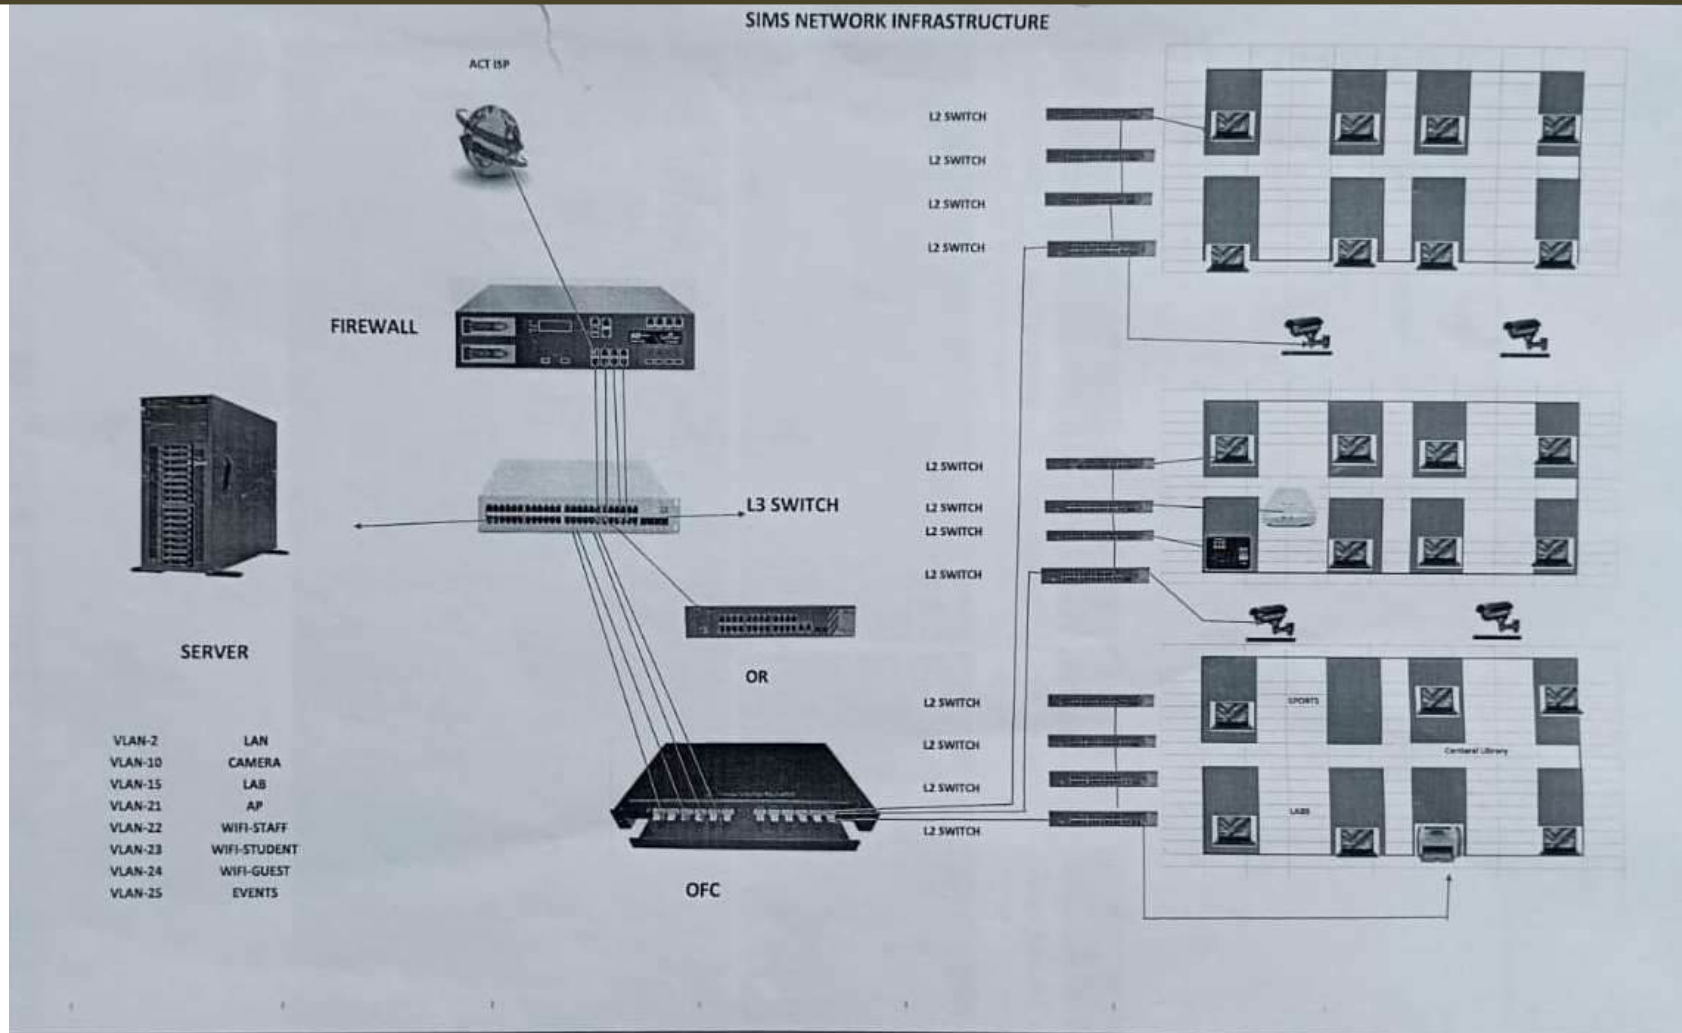 SIMS NETWORK INFRASTRUCTURE
ACT ISP
FIREWALL
L3 SWITCH
SERVER
OR
OFC
VLAN-2 LAN
VLAN-10 CAMERA
VLAN-15 LAB
VLAN-21 AP
VLAN-22 WIFI-STAFF
VLAN-23 WIFI-STUDENT
VLAN-24 WIFI-GUEST
VLAN-25 EVENTS
L2 SWITCH
L2 SWITCH
L2 SWITCH
L2 SWITCH
L2 SWITCH
L2 SWITCH
L2 SWITCH
L2 SWITCH
L2 SWITCH
L2 SWITCH
L2 SWITCH
L2 SWITCH
SPORTS
Library
LABS